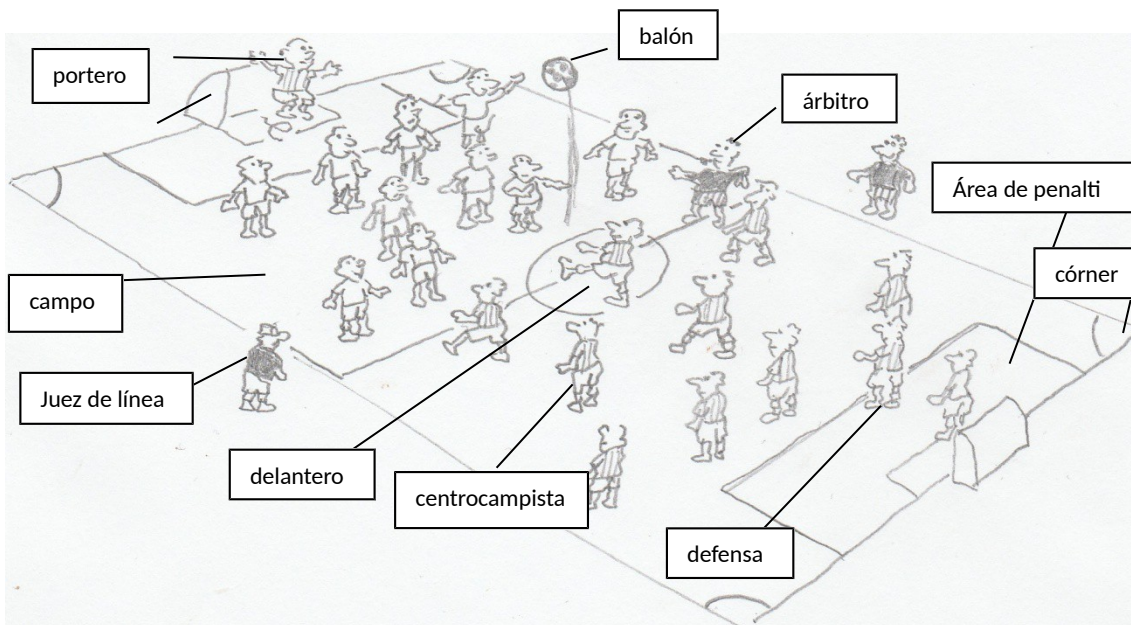 balón
portero
árbitro
Área de penalti
córner
campo
Juez de línea
delantero
centrocampista
defensa